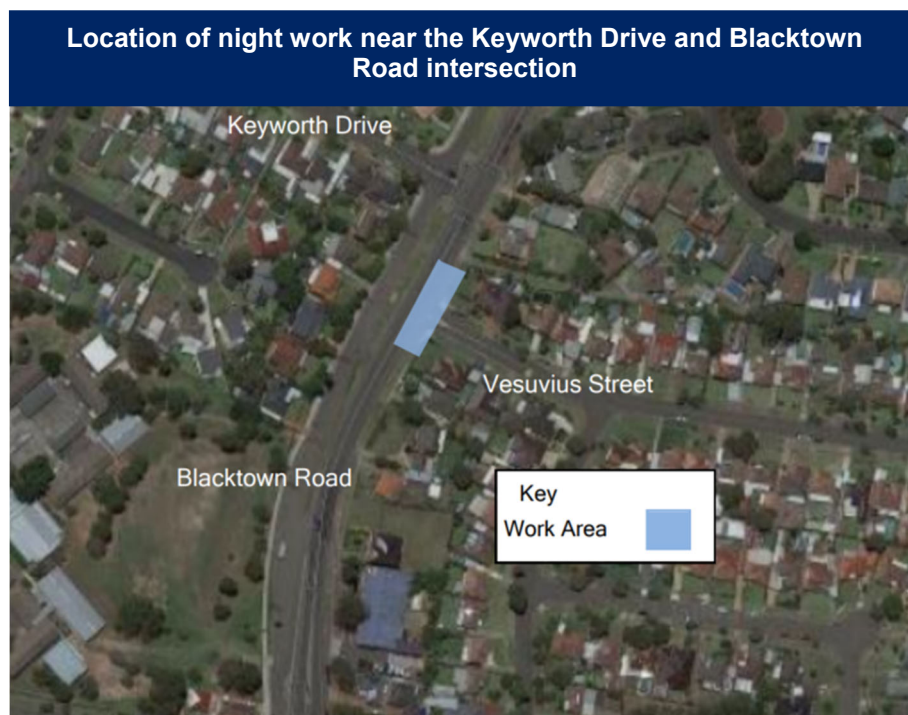 Location of night work near the Keyworth Drive and Blacktown
Road intersection
Keyworth Drive
Vesuvius Street
Blacktown Road
Key
Work Area